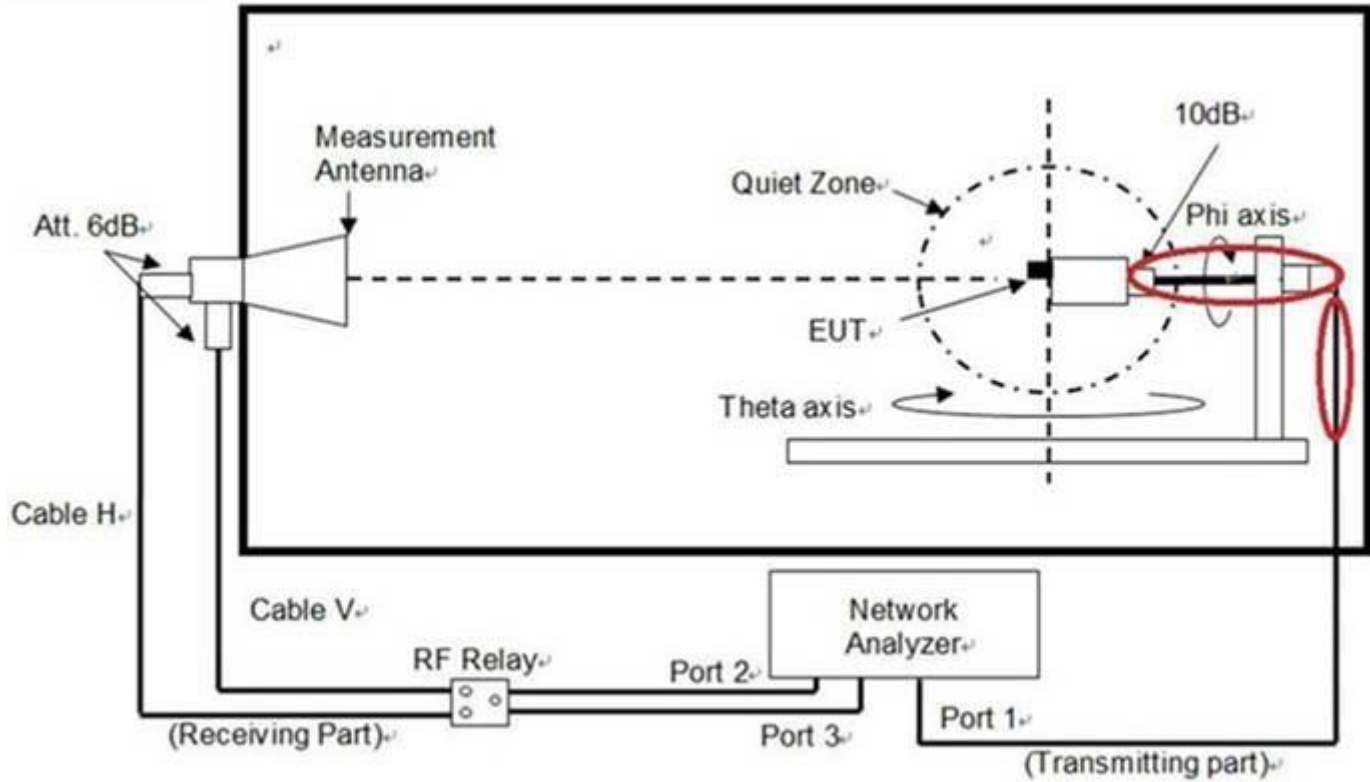 Measurement
Antenna
Att. 6dB
Quiet Zone
10dB
Phi axis
EUT
Theta axis
Cable H
Cable V
RF Relay
Network
Analyzer
Port 2
Port 3
Port 1
(Receiving Part)
(Transmitting part)